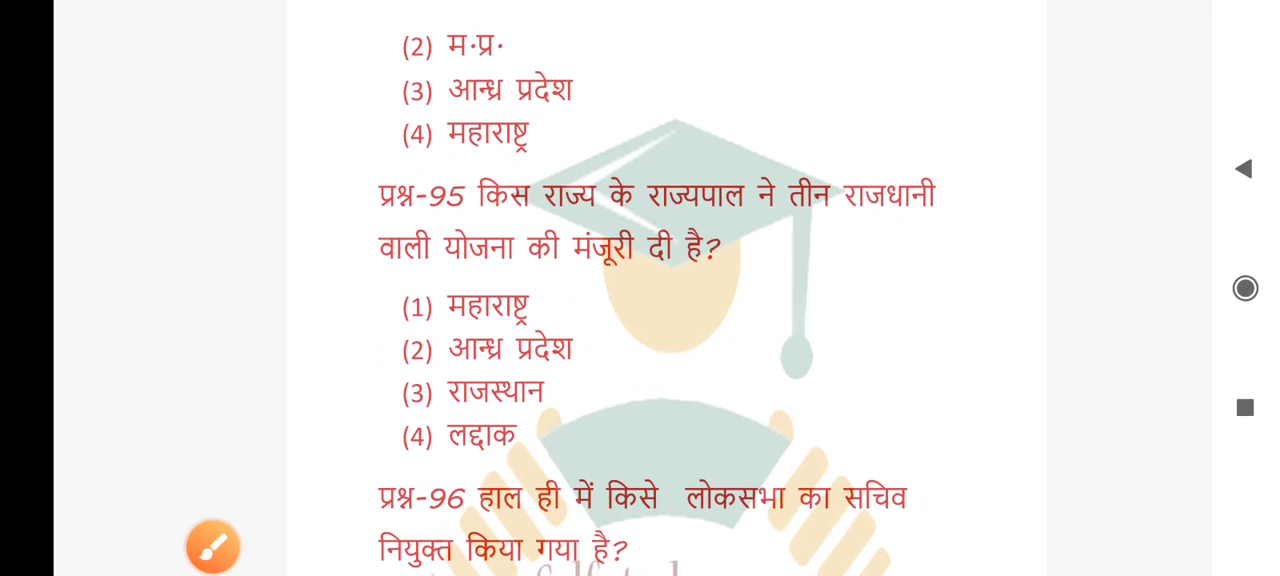 (2) म·प्र·
(3) आन्ध्र प्रदेश
(4) महाराष्ट्र
प्रश्न-95 किस राज्य के राज्यपाल ने तीन राजधानी
वाली योजना की मंजूरी दी है?
(1) महाराष्ट्र
(2) आन्ध्र प्रदेश
(3) राजस्थान
(4) लद्दाक
प्रश्न-96 हाल ही में किसे लोकसभा का सचिव
नियुक्त किया गया है?